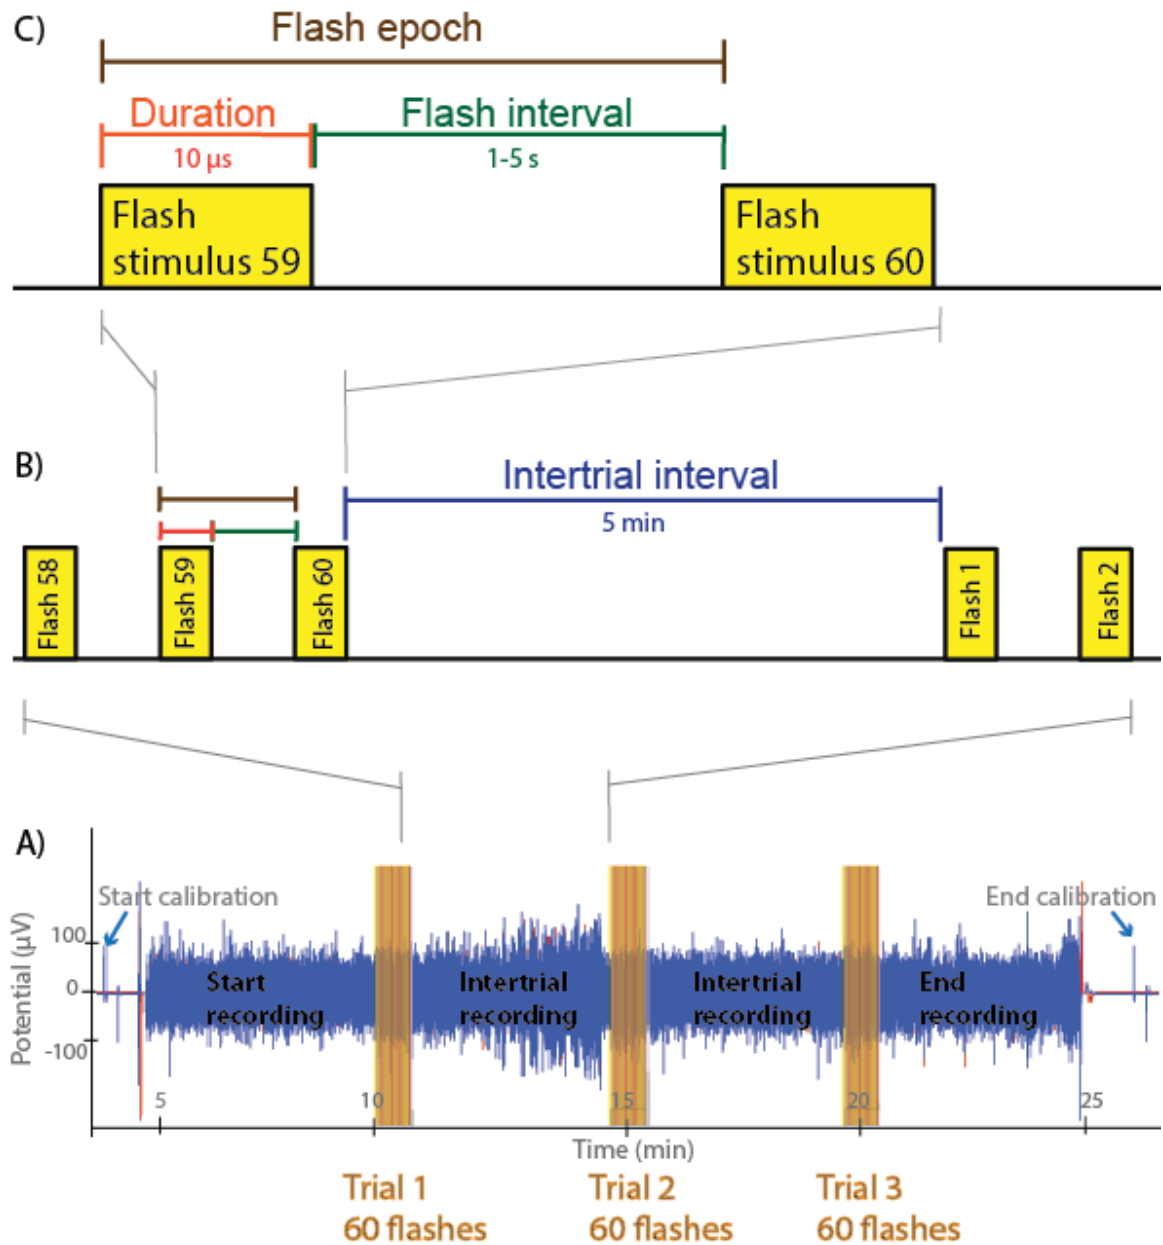 C)
Flash epoch
Duration
Flash interval
10 µs
1-5 s
Flash
stimulus 59
Flash
stimulus 60
B)
Intertrial interval
5 min
Flash 58
Flash 59
Flash 60
Flash 1
Flash 2
A)
Start calibration
End calibration
Potential (µV)
100
0
-100
Start
recording
Intertrial
recording
Intertrial
recording
End
recording
5
10
15
20
25
Time (min)
Trial 1
60 flashes
Trial 2
60 flashes
Trial 3
60 flashes